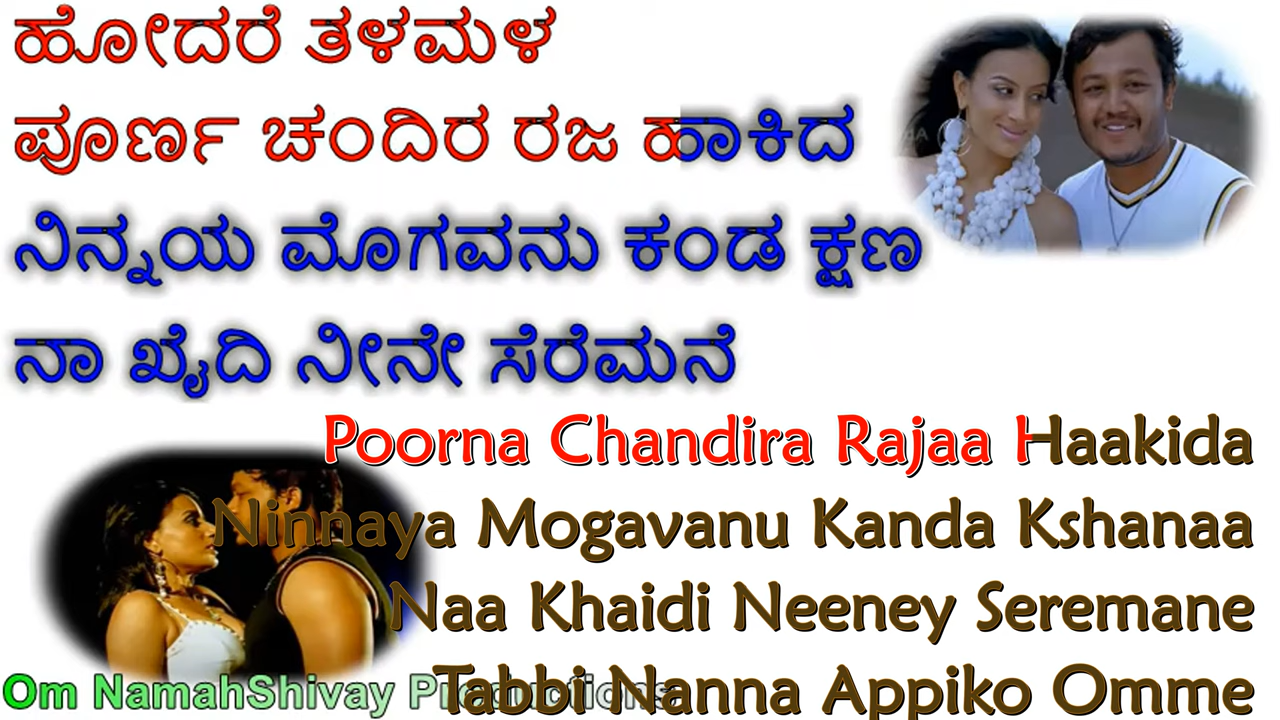 ಹೋದರೆ ತಳಮಳ
ಪೂರ್ಣ ಚಂದಿರ ರಜ ಹಾಕಿದ
ನಿನ್ನಯ ಮೊಗವನು ಕಂಡ ಕ್ಷಣ
ನಾ ಖೈದಿ ನೀನೇ ಸೆರೆಮನೆ
Poorna Chandira Rajaa Haakida
Ninnaya Mogavanu Kanda Kshanaa
Naa Khaidi Neeney Seremane
Tabbi Nanna Appiko Omme
Om NamahShivay Productions